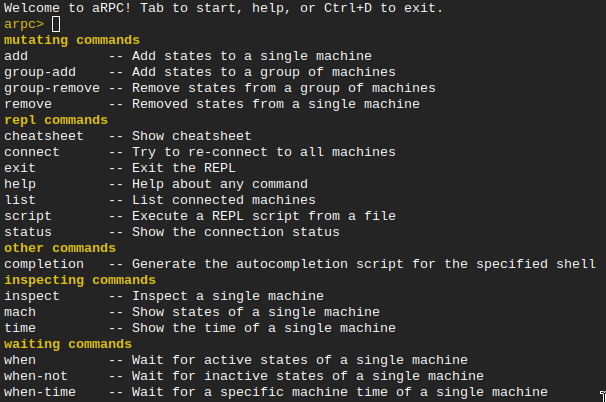 Welcome to aRPC! Tab to start, help, or Ctrl+D to exit.
arpc>
mutating commands
add          -- Add states to a single machine
group-add    -- Add states to a group of machines
group-remove -- Remove states from a group of machines
remove       -- Removed states from a single machine
repl commands
cheatsheet   -- Show cheatsheet
connect      -- Try to re-connect to all machines
exit         -- Exit the REPL
help         -- Help about any command
list         -- List connected machines
script       -- Execute a REPL script from a file
status       -- Show the connection status
other commands
completion   -- Generate the autocompletion script for the specified shell
inspecting commands
inspect      -- Inspect a single machine
mach         -- Show states of a single machine
time         -- Show the time of a single machine
waiting commands
when         -- Wait for active states of a single machine
when-not     -- Wait for inactive states of a single machine
when-time    -- Wait for a specific machine time of a single machine